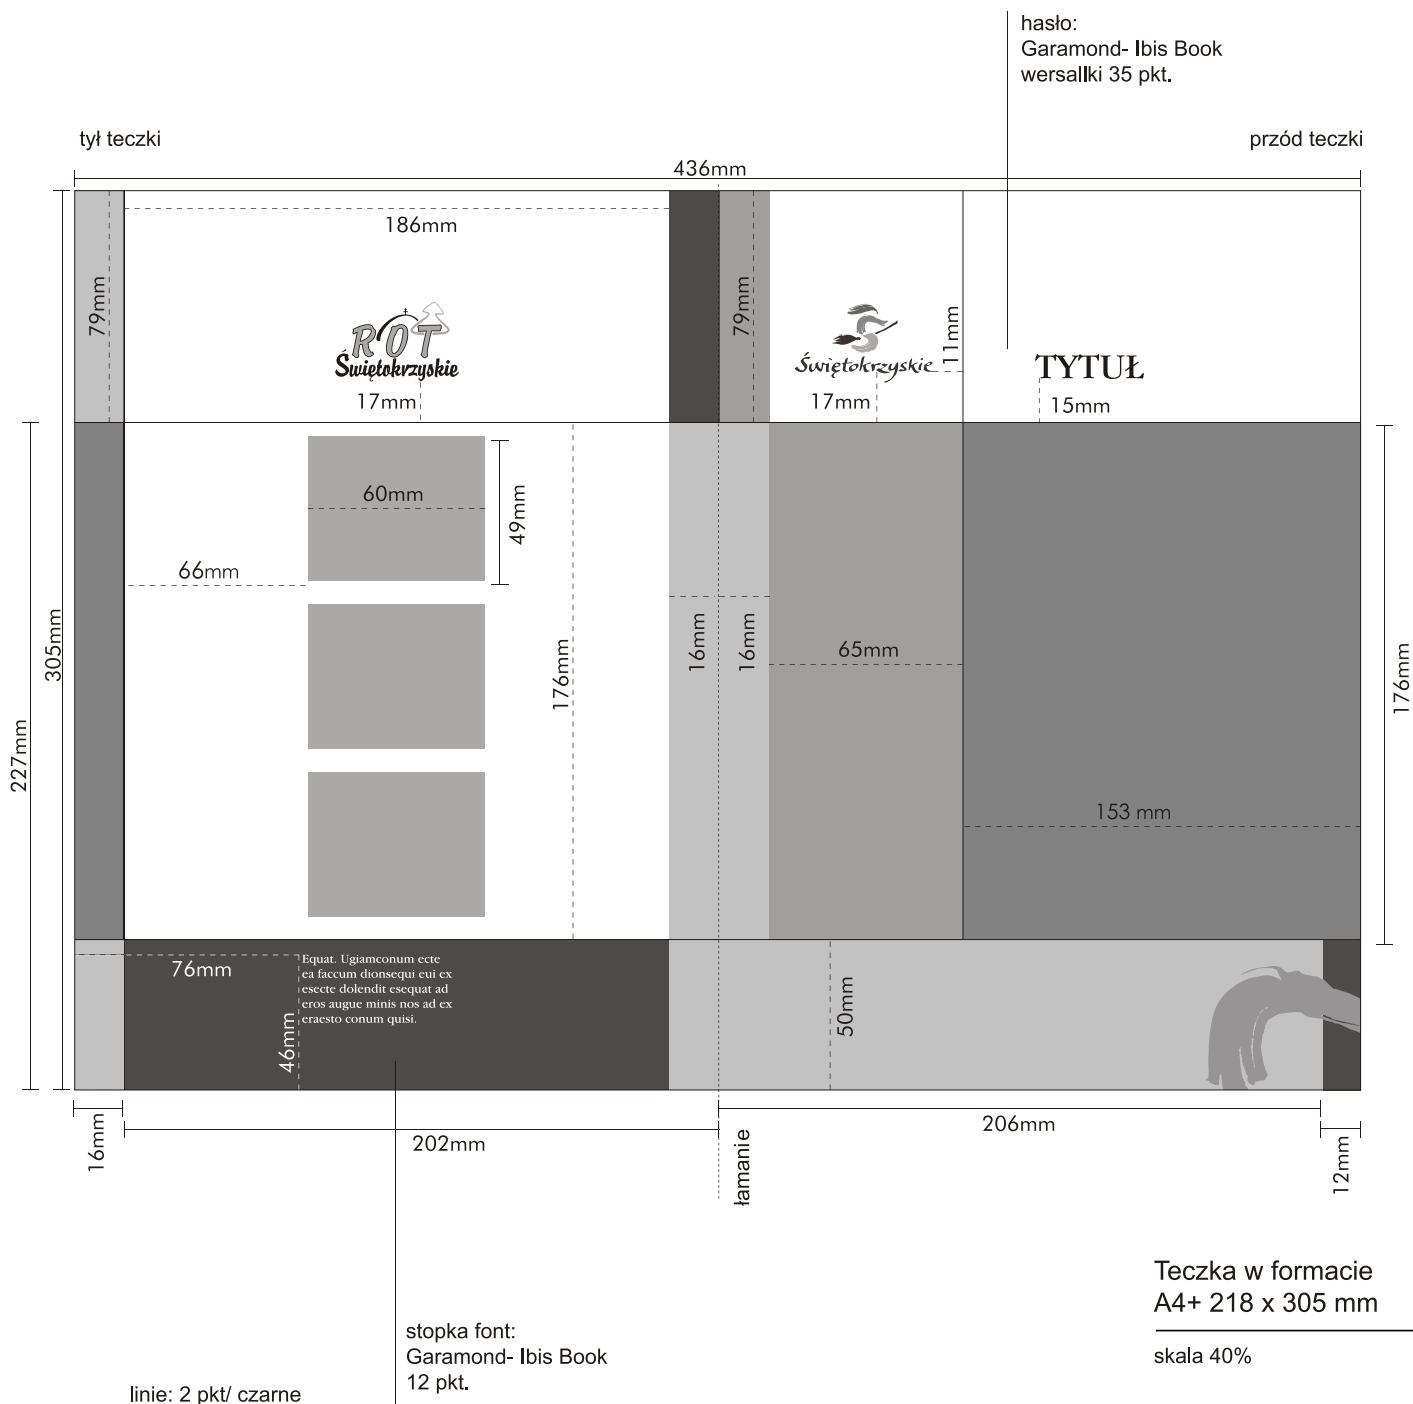 hasło:
Garamond- Ibis Book
wersallki 35 pkt.
tył teczki
przód teczki
436mm
186mm
79mm
79mm
11mm
ROT
Świętokrzyskie
Świętokrzyskie
TYTUŁ
17mm
17mm
15mm
60mm
49mm
66mm
305mm
227mm
176mm
16mm
16mm
65mm
176mm
153 mm
76mm
Equat. Ugiamconum ecte
ea faccum dionsequi eui ex
esecte dolendit esequat ad
eros augue minis nos ad ex
eraesto conum quisi.
46mm
50mm
16mm
202mm
łamanie
206mm
12mm
Teczka w formacie
A4+ 218 x 305 mm
skala 40%
stopka font:
Garamond- Ibis Book
12 pkt.
linie: 2 pkt/ czarne